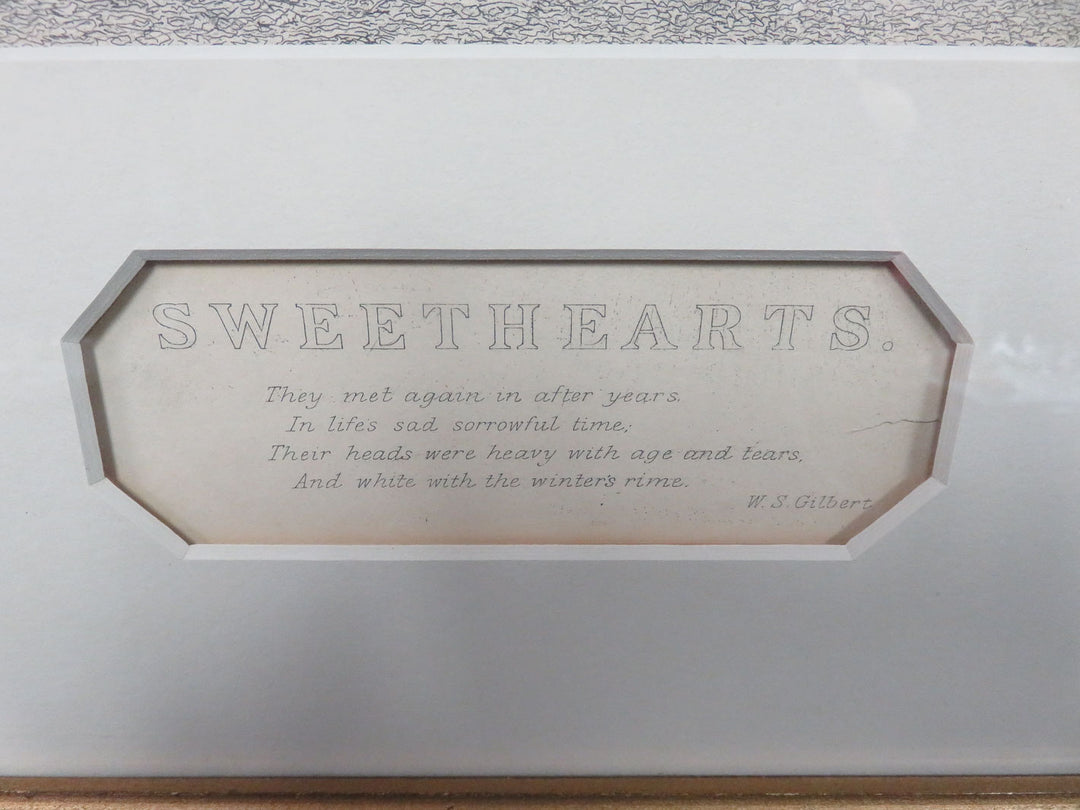 SWEETHEARTS.
They met again in after years,
In life's sad sorrowful time;
Their heads were heavy with age and tears,
And white with the winter's rime.
W. S. Gilbert